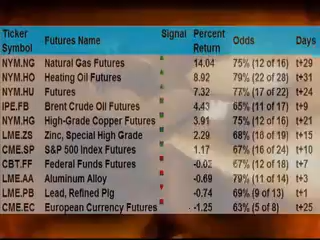 Ticker Symbol Futures Name Signal Percent Return Odds Days
NYM.NG Natural Gas Futures 14.04 75% (12 of 16) t+29
NYM.HO Heating Oil Futures 8.92 79% (22 of 28) t+31
NYM.HU Futures 7.32 77% (17 of 22) t+24
IPE.FB Brent Crude Oil Futures 4.43 65% (11 of 17) t+9
NYM.HG High-Grade Copper Futures 3.91 75% (12 of 16) t+21
LME.ZS Zinc, Special High Grade 2.29 68% (13 of 19) t+15
CME.SP S&P 500 Index Futures 1.17 67% (16 of 24) t+10
CBT.FF Federal Funds Futures 67% (12 of 18) t+7
LME.AA Aluminum Alloy -0.69 79% (11 of 14) t+3
LME.PB Lead, Refined Pig -0.74 69% (9 of 13) t+1
CME.EC European Currency Futures -1.25 63% (5 of 8) t+25